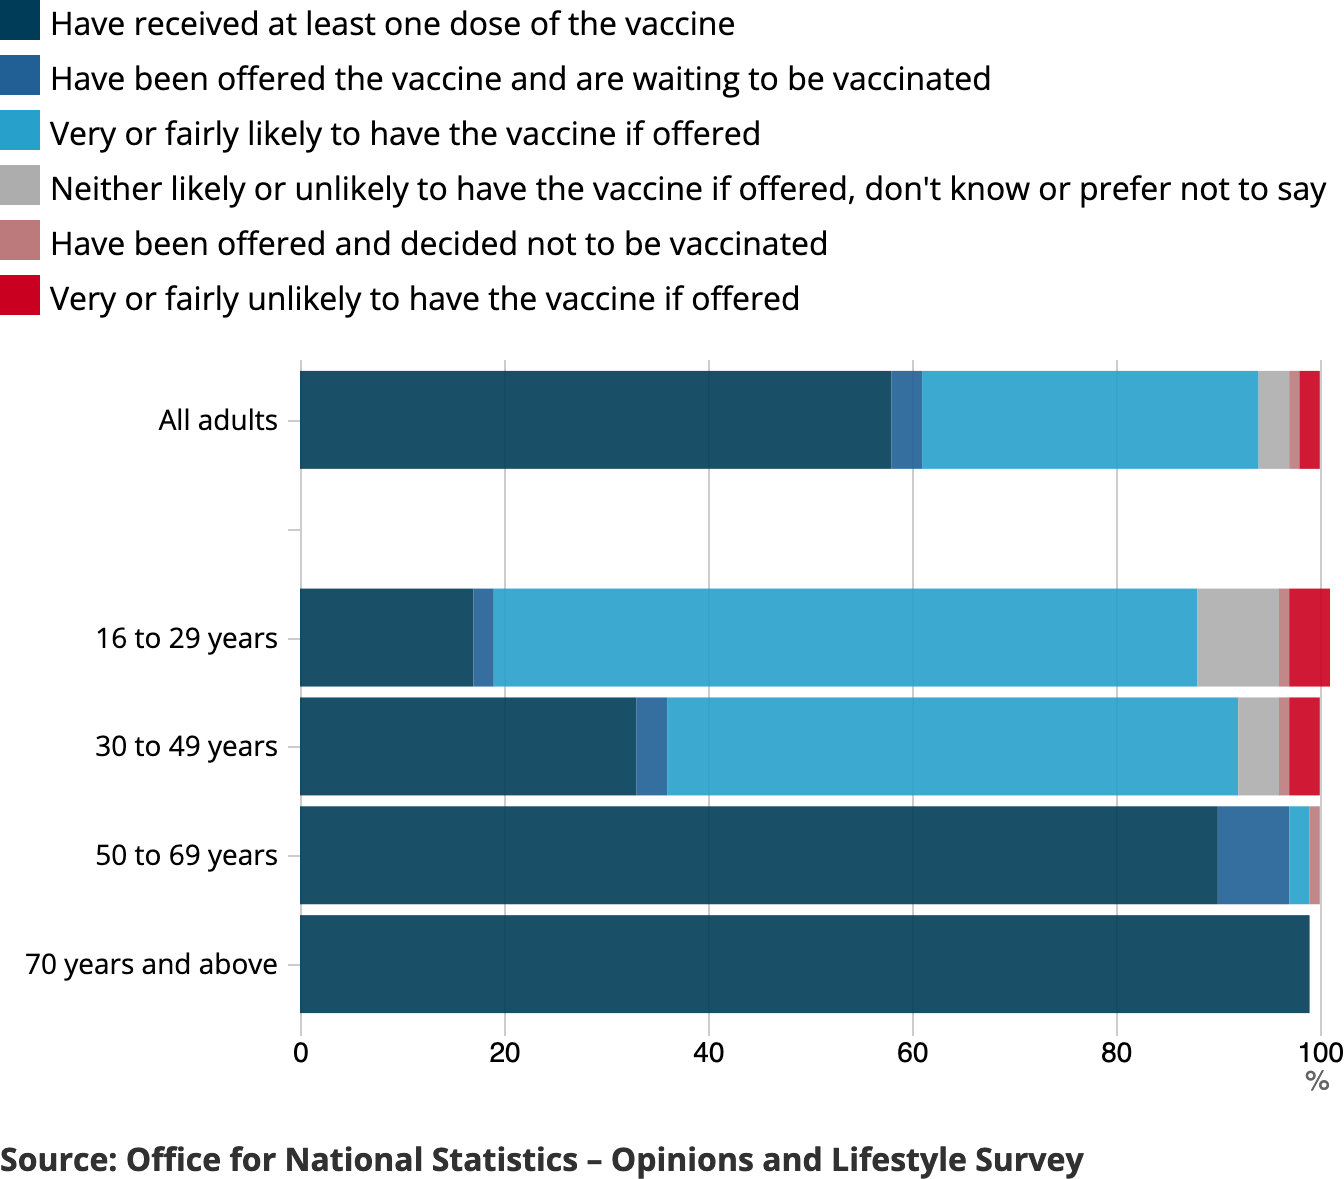 Have received at least one dose of the vaccine
Have been offered the vaccine and are waiting to be vaccinated
Very or fairly likely to have the vaccine if offered
Neither likely or unlikely to have the vaccine if offered, don't know or prefer not to say
Have been offered and decided not to be vaccinated
Very or fairly unlikely to have the vaccine if offered
All adults
16 to 29 years
30 to 49 years
50 to 69 years
70 years and above
0 20 40 60 80 100
%
Source: Office for National Statistics – Opinions and Lifestyle Survey